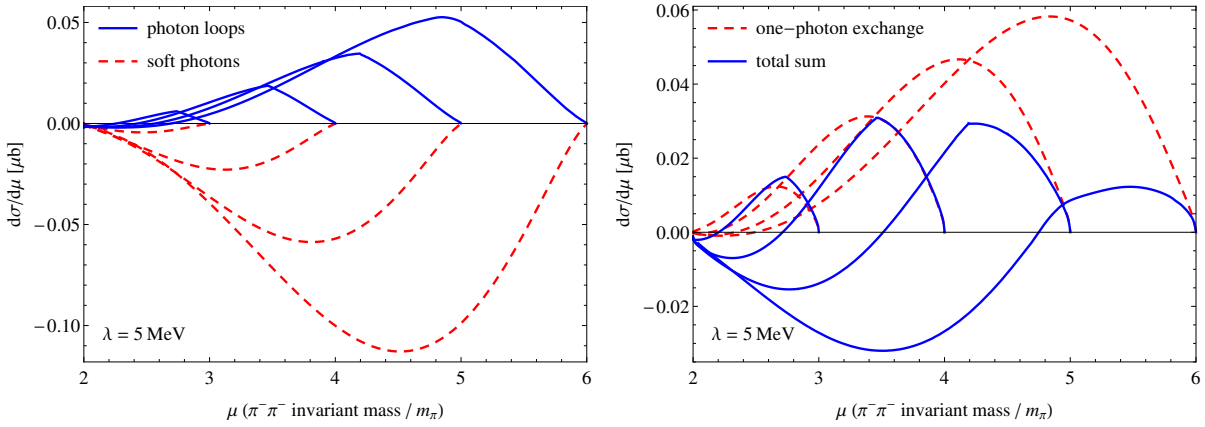 photon loops
soft photons
0.05
0.00
−0.05
−0.10
dσ/dμ [μb]
λ = 5 MeV
2 3 4 5 6
μ (π⁻π⁻ invariant mass / mπ)
one−photon exchange
total sum
0.06
0.04
0.02
0.00
−0.02
dσ/dμ [μb]
λ = 5 MeV
2 3 4 5 6
μ (π⁻π⁻ invariant mass / mπ)